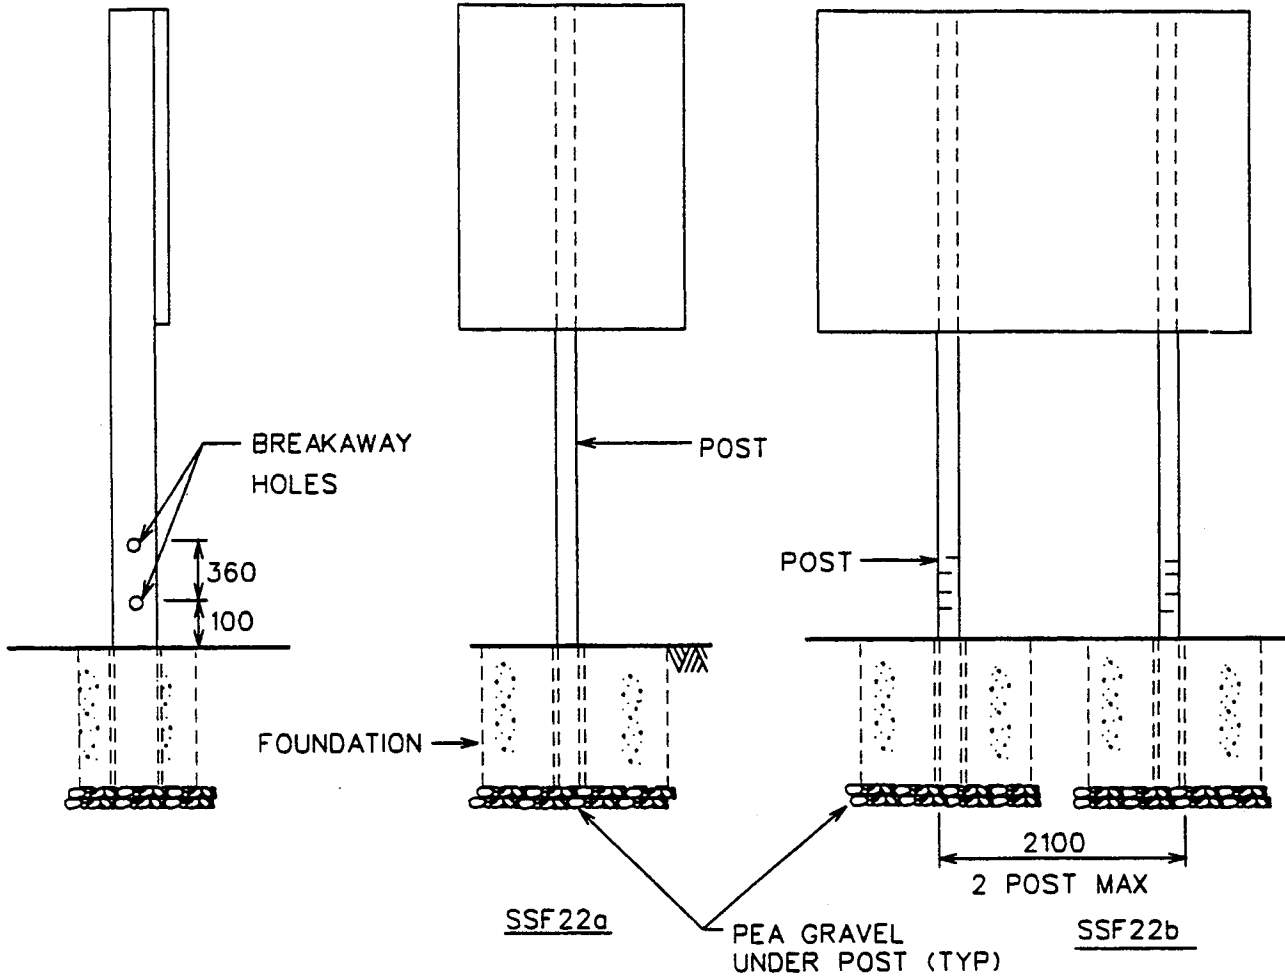 BREAKAWAY
HOLES
360
100
POST
POST
FOUNDATION
2100
2 POST MAX
SSF22a
PEA GRAVEL
UNDER POST (TYP)
SSF22b